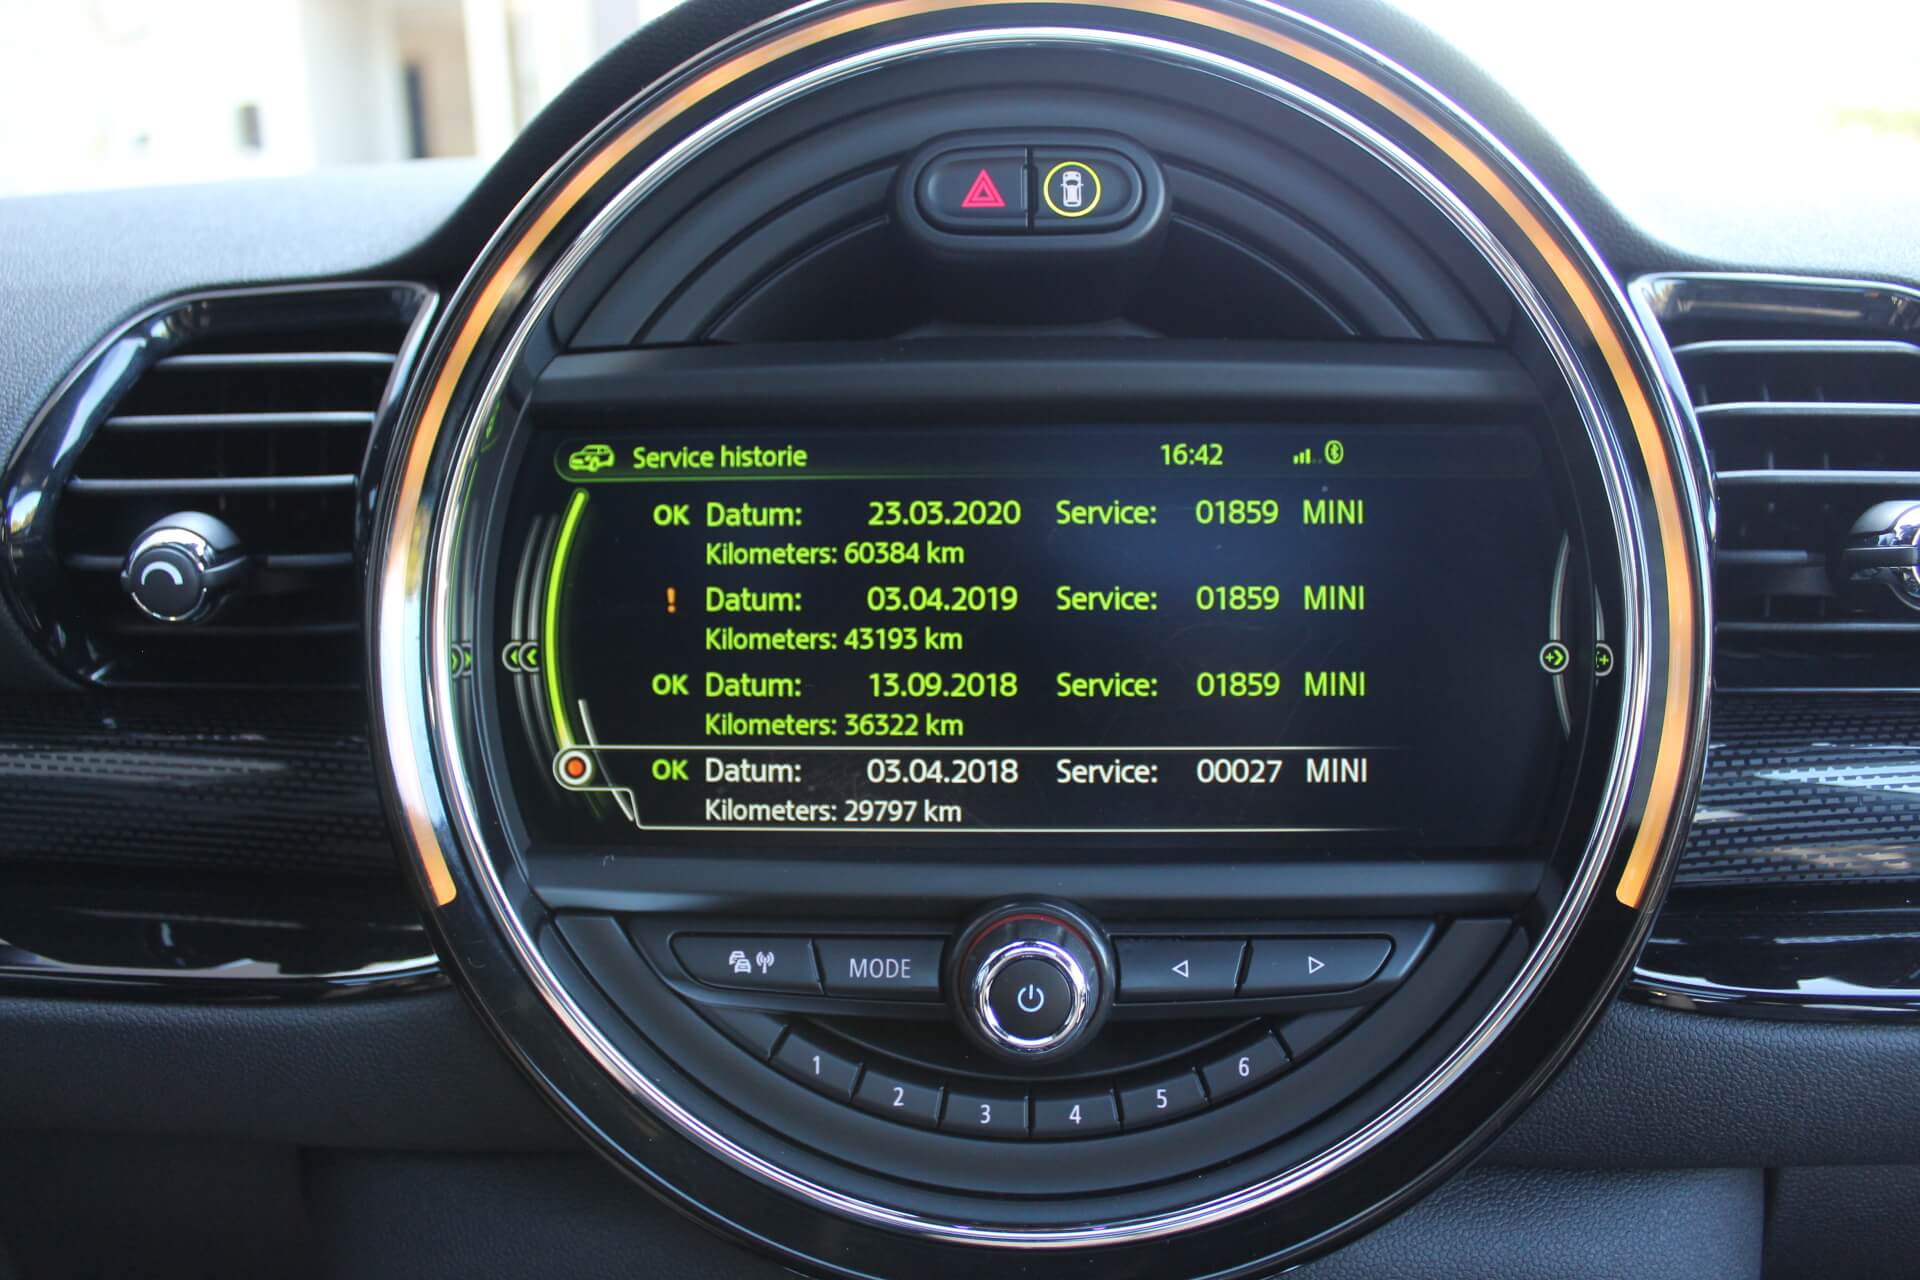 Service historie 16:42
OK Datum: 23.03.2020 Service: 01859 MINI
Kilometers: 60384 km
! Datum: 03.04.2019 Service: 01859 MINI
Kilometers: 43193 km
OK Datum: 13.09.2018 Service: 01859 MINI
Kilometers: 36322 km
OK Datum: 03.04.2018 Service: 00027 MINI
Kilometers: 29797 km
MODE
1 2 3 4 5 6